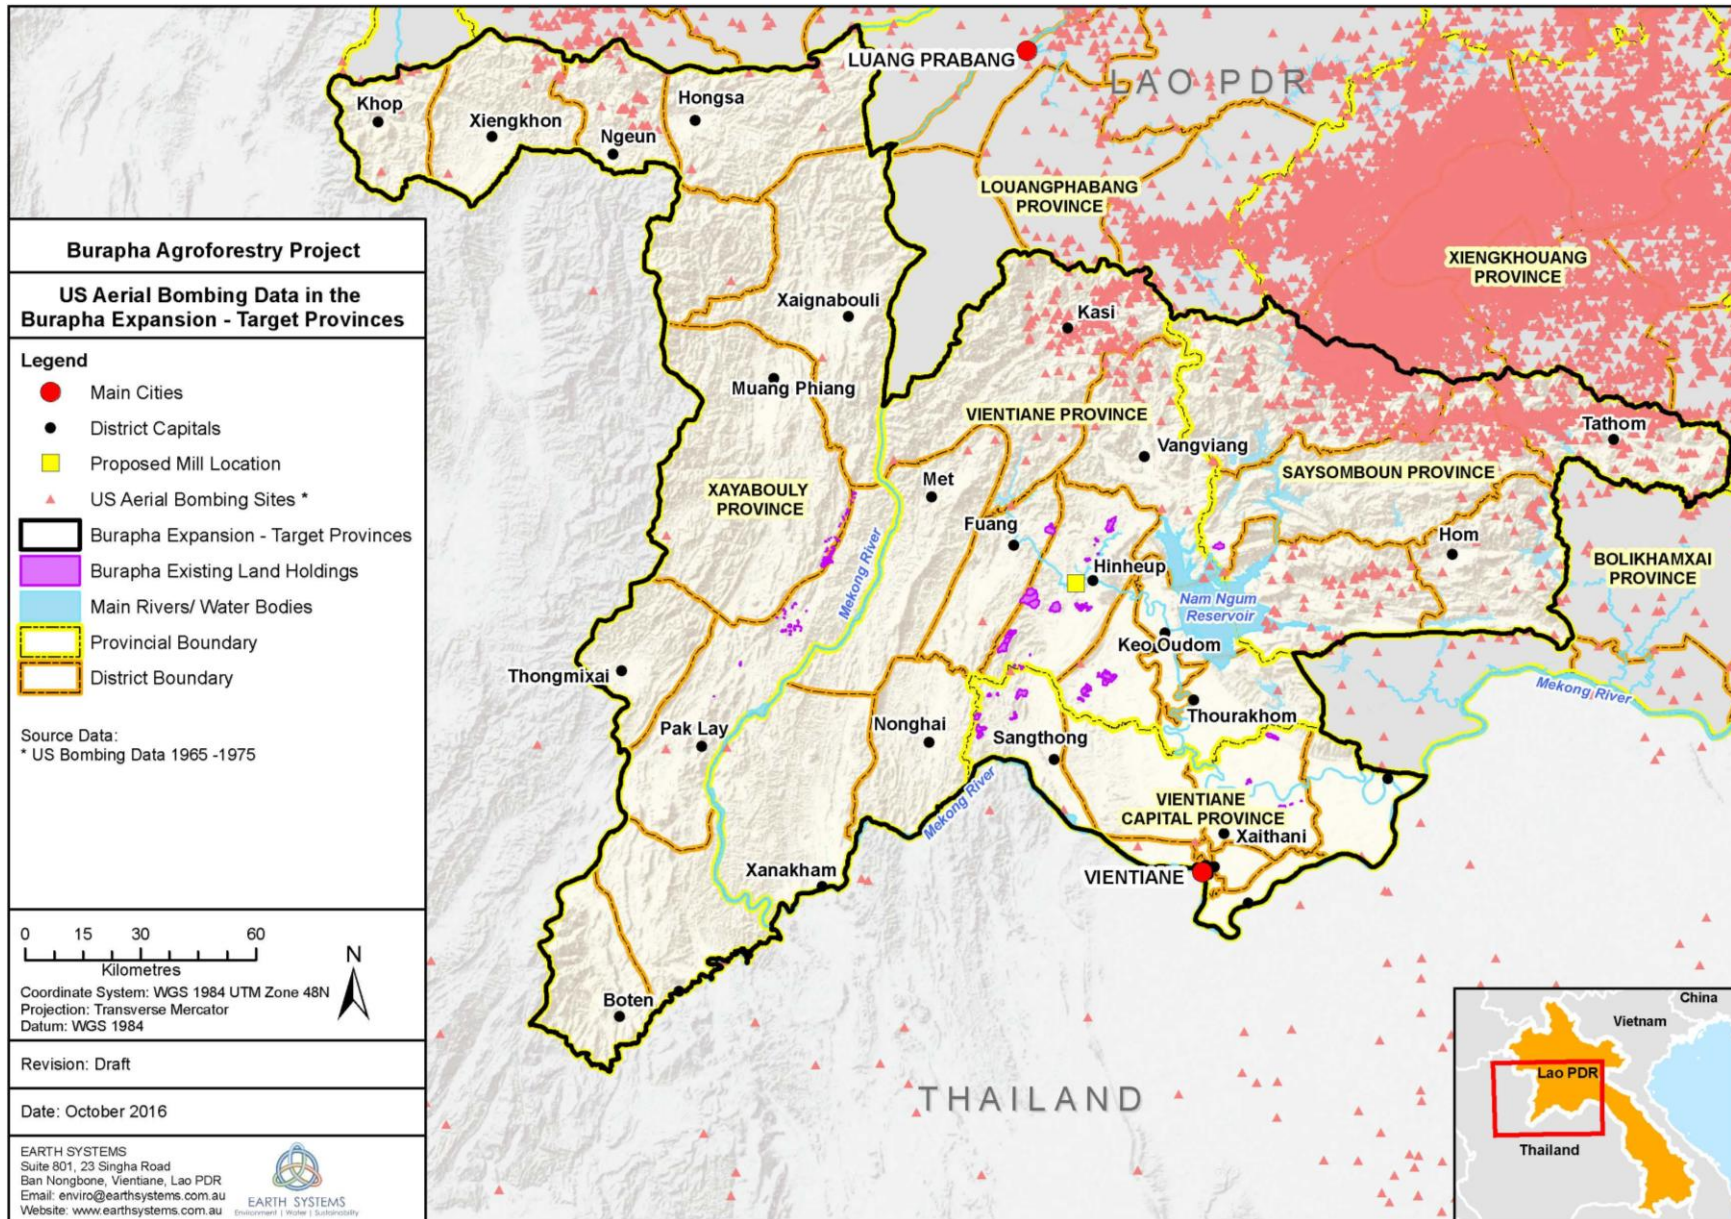 Burapha Agroforestry Project
US Aerial Bombing Data in the
Burapha Expansion - Target Provinces
Legend
Main Cities
District Capitals
Proposed Mill Location
US Aerial Bombing Sites *
Burapha Expansion - Target Provinces
Burapha Existing Land Holdings
Main Rivers/ Water Bodies
Provincial Boundary
District Boundary
Source Data:
* US Bombing Data 1965 -1975
0 15 30 60
Kilometres
N
Coordinate System: WGS 1984 UTM Zone 48N
Projection: Transverse Mercator
Datum: WGS 1984
Revision: Draft
Date: October 2016
EARTH SYSTEMS
Suite 801, 23 Singha Road
Ban Nongbone, Vientiane, Lao PDR
Email: enviro@earthsystems.com.au
Website: www.earthsystems.com.au
EARTH SYSTEMS
Environment | Water | Sustainability
LUANG PRABANG
LAO PDR
Khop
Xiengkhon
Ngeun
Hongsa
LOUANGPHABANG
PROVINCE
XIENGKHOUANG
PROVINCE
Xaignabouli
Kasi
Muang Phiang
VIENTIANE PROVINCE
Vangviang
Tathom
SAYSOMBOUN PROVINCE
XAYABOULY
PROVINCE
Met
Fuang
Hom
Mekong River
Hinheup
BOLIKHAMXAI
PROVINCE
Nam Ngum
Reservoir
Keo Oudom
Thongmixai
Mekong River
Thourakhom
Pak Lay
Nonghai
Sangthong
Mekong River
VIENTIANE
CAPITAL PROVINCE
Xaithani
Xanakham
VIENTIANE
Boten
THAILAND
China
Vietnam
Lao PDR
Thailand